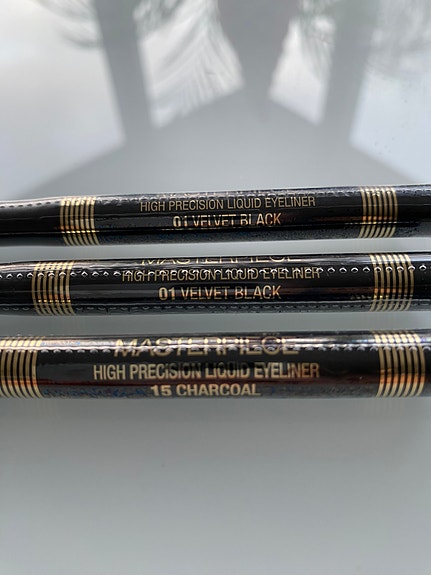 HIGH PRECISION LIQUID EYELINER
01 VELVET BLACK
MASTERPIECE
HIGH PRECISION LIQUID EYELINER
01 VELVET BLACK
MASTERPIECE
HIGH PRECISION LIQUID EYELINER
15 CHARCOAL